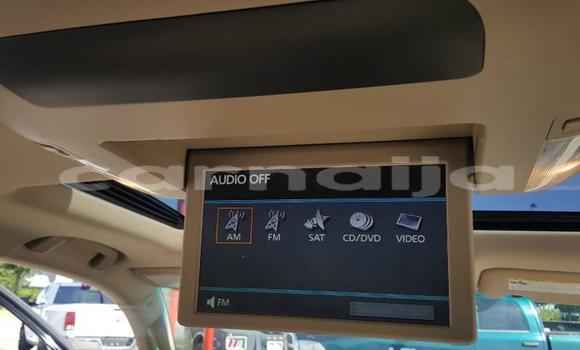 carnaija
AUDIO OFF
AM FM SAT CD/DVD VIDEO
FM